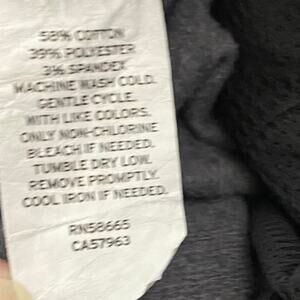 58% COTTON
39% POLYESTER
3% SPANDEX
MACHINE WASH COLD.
GENTLE CYCLE.
WITH LIKE COLORS.
ONLY NON-CHLORINE
BLEACH IF NEEDED.
TUMBLE DRY LOW.
REMOVE PROMPTLY.
COOL IRON IF NEEDED.
RN58665
CA57963